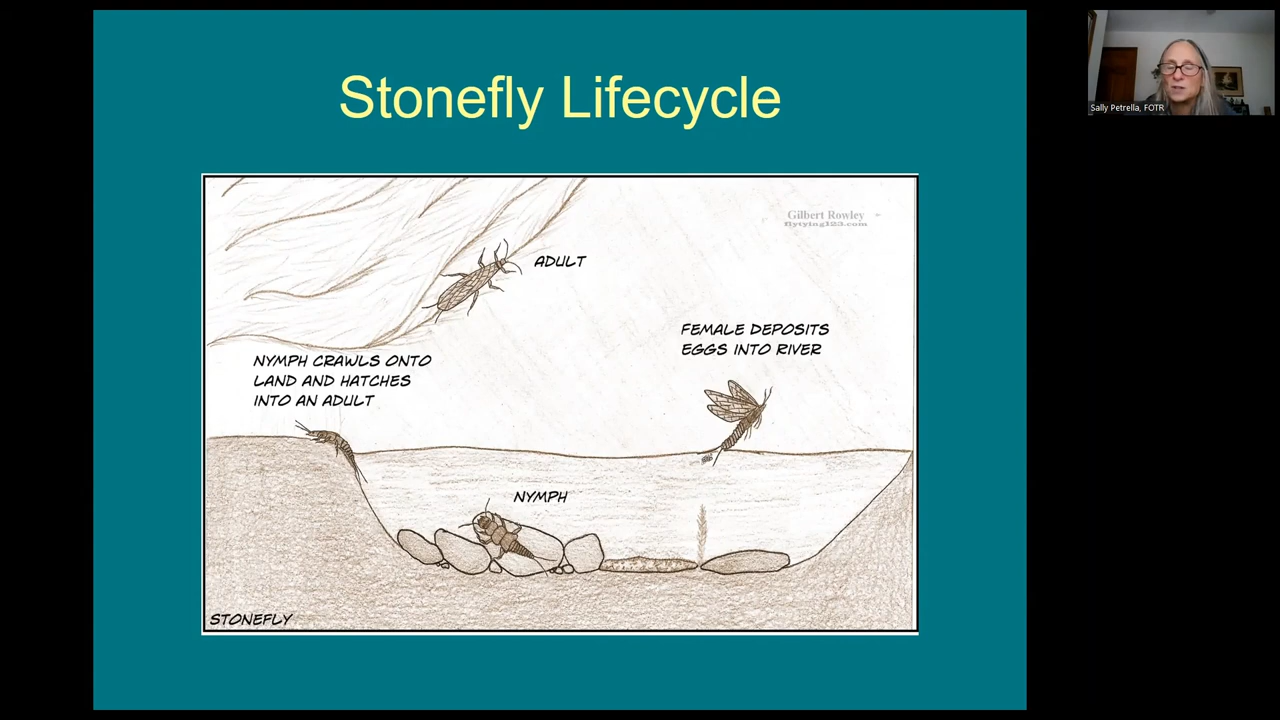 Stonefly Lifecycle
Sally Petrella, FOTR
Gilbert Rowley
flytying123.com
ADULT
FEMALE DEPOSITS
EGGS INTO RIVER
NYMPH CRAWLS ONTO
LAND AND HATCHES
INTO AN ADULT
NYMPH
STONEFLY